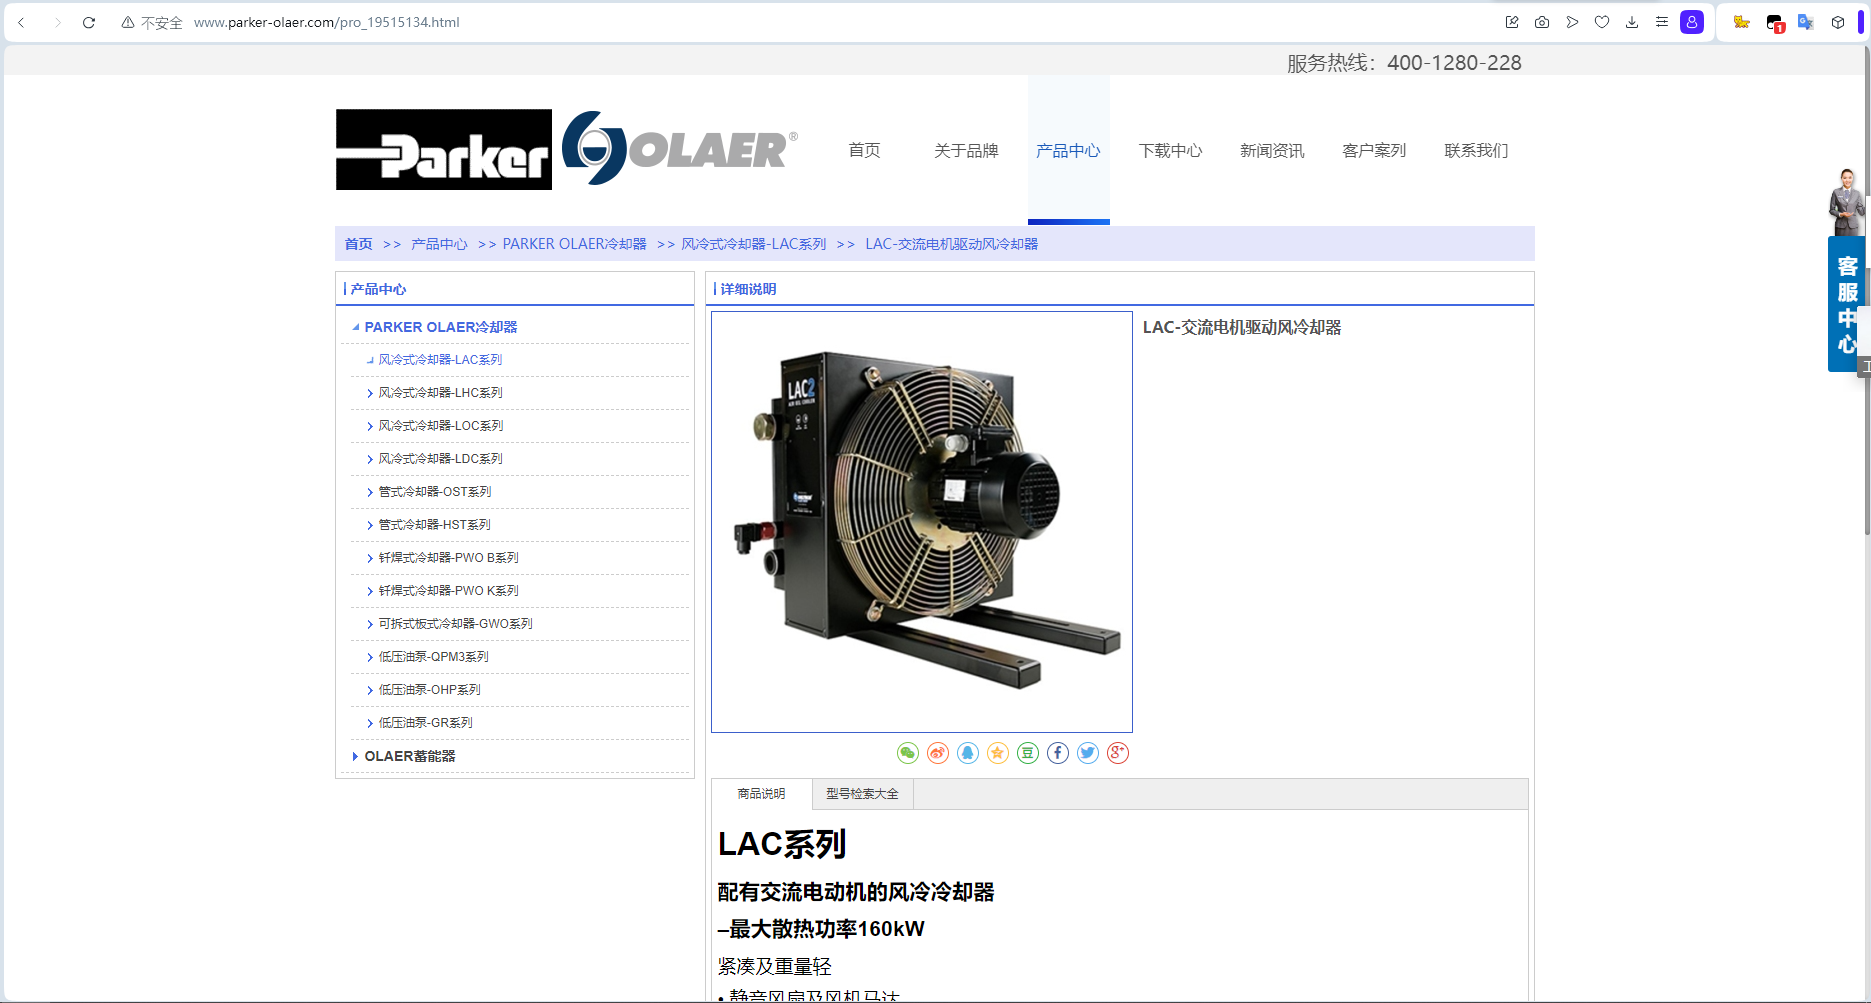 不安全 www.parker-olaer.com/pro_19515134.html
1
服务热线：400-1280-228
Parker OLAER®
首页 关于品牌 产品中心 下载中心 新闻资讯 客户案列 联系我们
首页 >> 产品中心 >> PARKER OLAER冷却器 >> 风冷式冷却器-LAC系列 >> LAC-交流电机驱动风冷却器
客服中心
产品中心
PARKER OLAER冷却器
风冷式冷却器-LAC系列
风冷式冷却器-LHC系列
风冷式冷却器-LOC系列
风冷式冷却器-LDC系列
管式冷却器-OST系列
管式冷却器-HST系列
钎焊式冷却器-PWO B系列
钎焊式冷却器-PWO K系列
可拆式板式冷却器-GWO系列
低压油泵-QPM3系列
低压油泵-OHP系列
低压油泵-GR系列
OLAER蓄能器
详细说明
LAC2
AIR OIL COOLER
LAC-交流电机驱动风冷却器
商品说明 型号检索大全
LAC系列
配有交流电动机的风冷冷却器
–最大散热功率160kW
紧凑及重量轻
• 静音风扇及风机马达